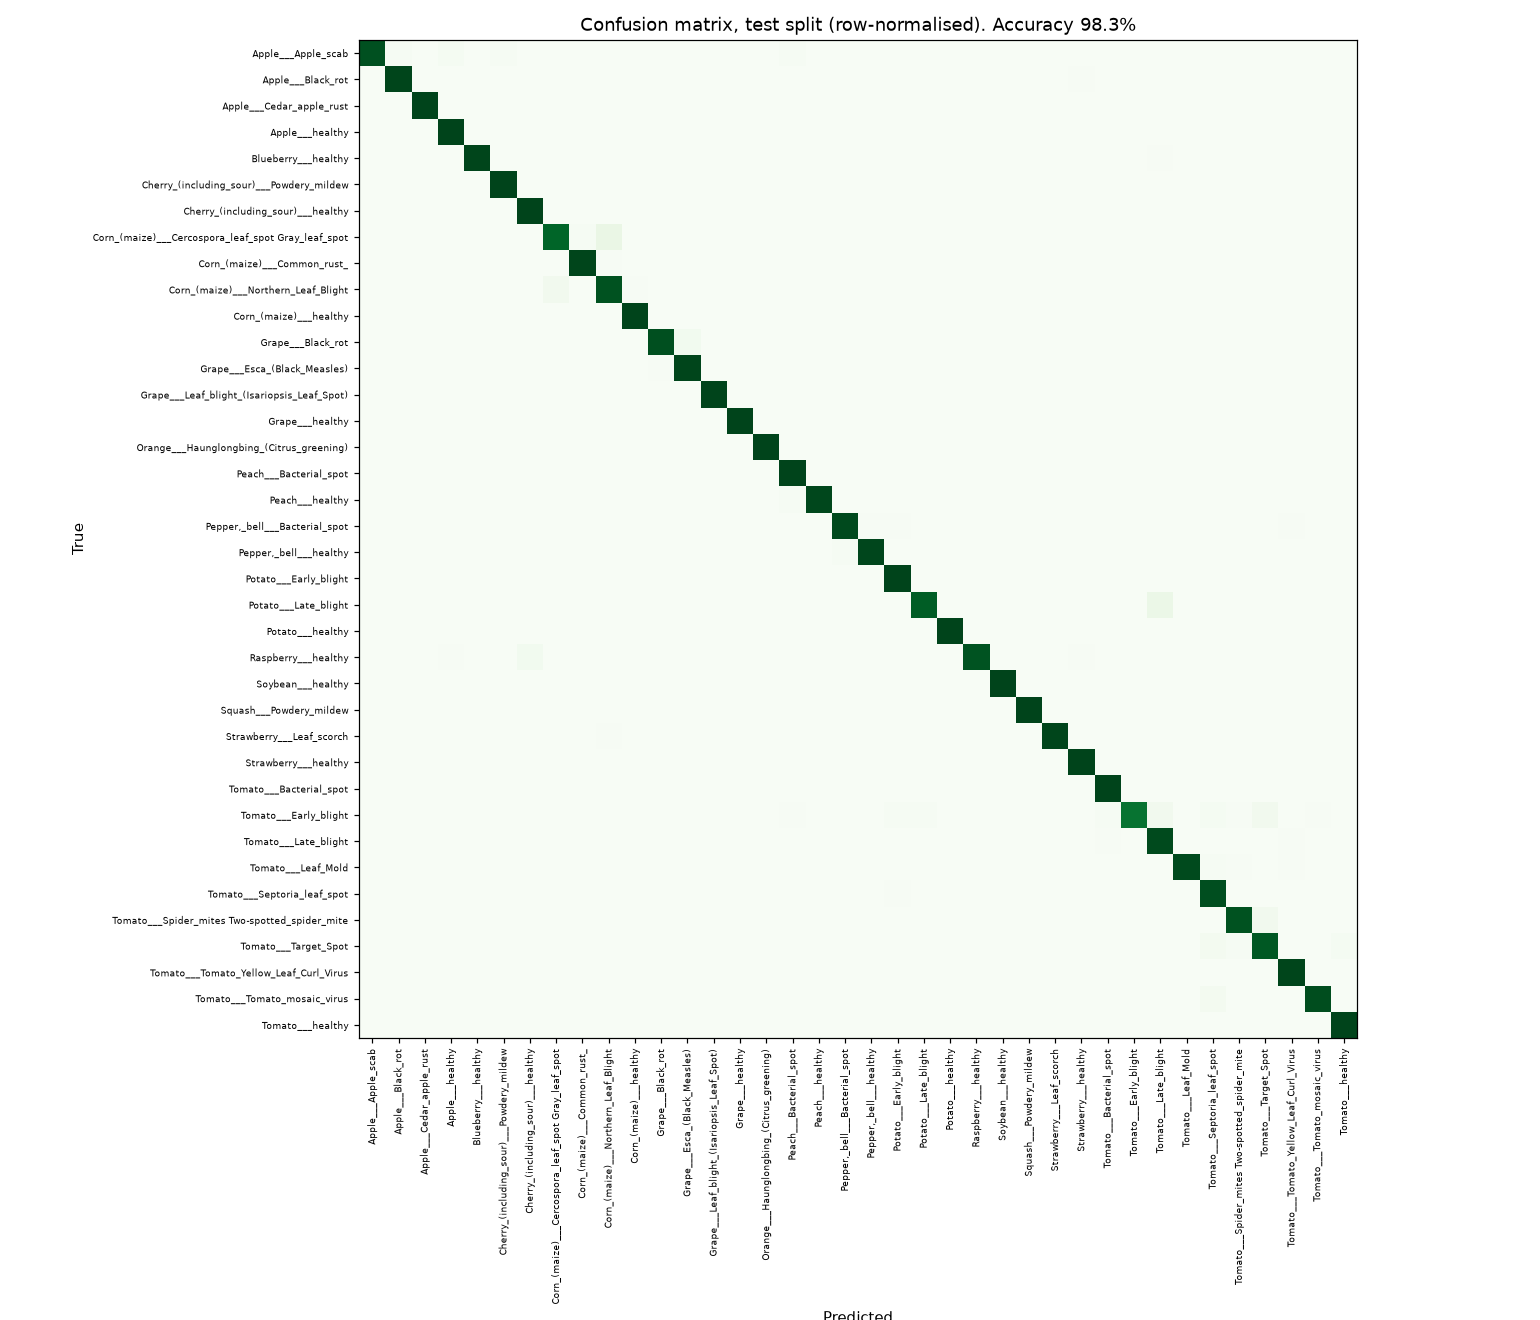 Confusion matrix, test split (row-normalised). Accuracy 98.3%
Apple___Apple_scab
Apple___Black_rot
Apple___Cedar_apple_rust
Apple___healthy
Blueberry___healthy
Cherry_(including_sour)___Powdery_mildew
Cherry_(including_sour)___healthy
Corn_(maize)___Cercospora_leaf_spot Gray_leaf_spot
Corn_(maize)___Common_rust_
Corn_(maize)___Northern_Leaf_Blight
Corn_(maize)___healthy
Grape___Black_rot
Grape___Esca_(Black_Measles)
Grape___Leaf_blight_(Isariopsis_Leaf_Spot)
Grape___healthy
Orange___Haunglongbing_(Citrus_greening)
Peach___Bacterial_spot
Peach___healthy
Pepper,_bell___Bacterial_spot
Pepper,_bell___healthy
Potato___Early_blight
Potato___Late_blight
Potato___healthy
Raspberry___healthy
Soybean___healthy
Squash___Powdery_mildew
Strawberry___Leaf_scorch
Strawberry___healthy
Tomato___Bacterial_spot
Tomato___Early_blight
Tomato___Late_blight
Tomato___Leaf_Mold
Tomato___Septoria_leaf_spot
Tomato___Spider_mites Two-spotted_spider_mite
Tomato___Target_Spot
Tomato___Tomato_Yellow_Leaf_Curl_Virus
Tomato___Tomato_mosaic_virus
Tomato___healthy
True
Apple___Apple_scab
Apple___Black_rot
Apple___Cedar_apple_rust
Apple___healthy
Blueberry___healthy
Cherry_(including_sour)___Powdery_mildew
Cherry_(including_sour)___healthy
Corn_(maize)___Cercospora_leaf_spot Gray_leaf_spot
Corn_(maize)___Common_rust_
Corn_(maize)___Northern_Leaf_Blight
Corn_(maize)___healthy
Grape___Black_rot
Grape___Esca_(Black_Measles)
Grape___Leaf_blight_(Isariopsis_Leaf_Spot)
Grape___healthy
Orange___Haunglongbing_(Citrus_greening)
Peach___Bacterial_spot
Peach___healthy
Pepper,_bell___Bacterial_spot
Pepper,_bell___healthy
Potato___Early_blight
Potato___Late_blight
Potato___healthy
Raspberry___healthy
Soybean___healthy
Squash___Powdery_mildew
Strawberry___Leaf_scorch
Strawberry___healthy
Tomato___Bacterial_spot
Tomato___Early_blight
Tomato___Late_blight
Tomato___Leaf_Mold
Tomato___Septoria_leaf_spot
Tomato___Spider_mites Two-spotted_spider_mite
Tomato___Target_Spot
Tomato___Tomato_Yellow_Leaf_Curl_Virus
Tomato___Tomato_mosaic_virus
Tomato___healthy
Predicted